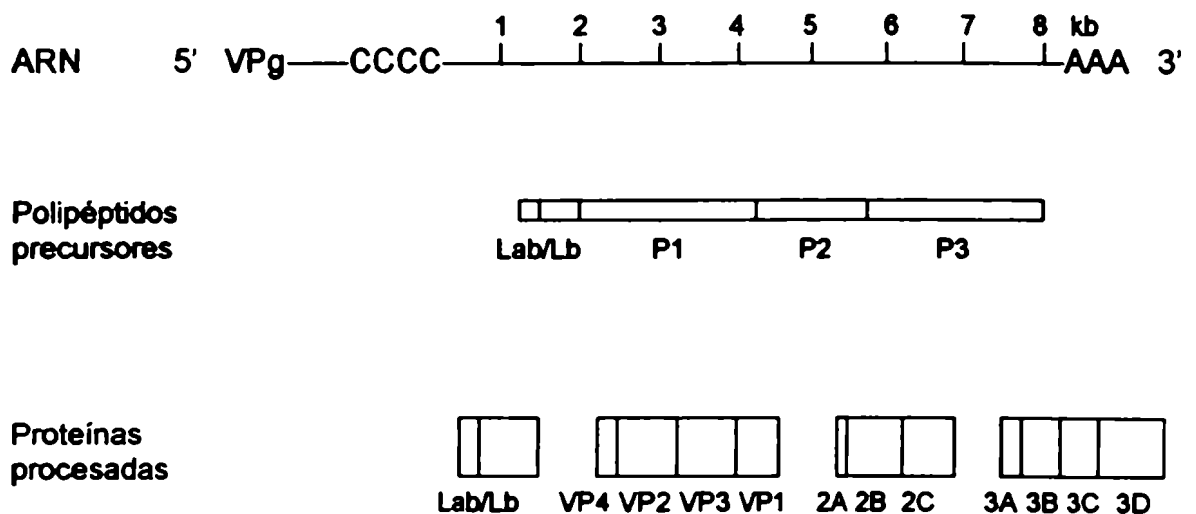 1 2 3 4 5 6 7 8 kb
ARN 5' VPg CCCC AAA 3'
Polipéptidos
precursores
Lab/Lb P1 P2 P3
Proteínas
procesadas
Lab/Lb VP4 VP2 VP3 VP1 2A 2B 2C 3A 3B 3C 3D